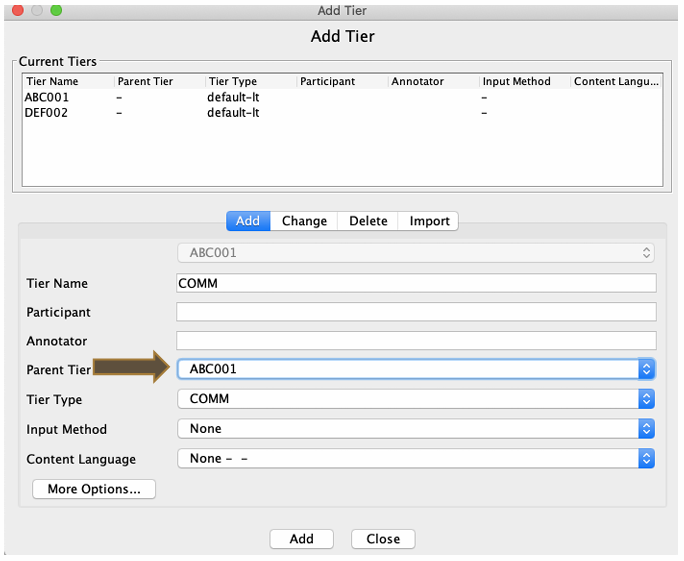 Add Tier
Add Tier
Current Tiers
Tier Name Parent Tier Tier Type Participant Annotator Input Method Content Langu...
ABC001 - default-lt -
DEF002 - default-lt -
Add Change Delete Import
ABC001
Tier Name COMM
Participant
Annotator
Parent Tier ABC001
Tier Type COMM
Input Method None
Content Language None - -
More Options...
Add Close